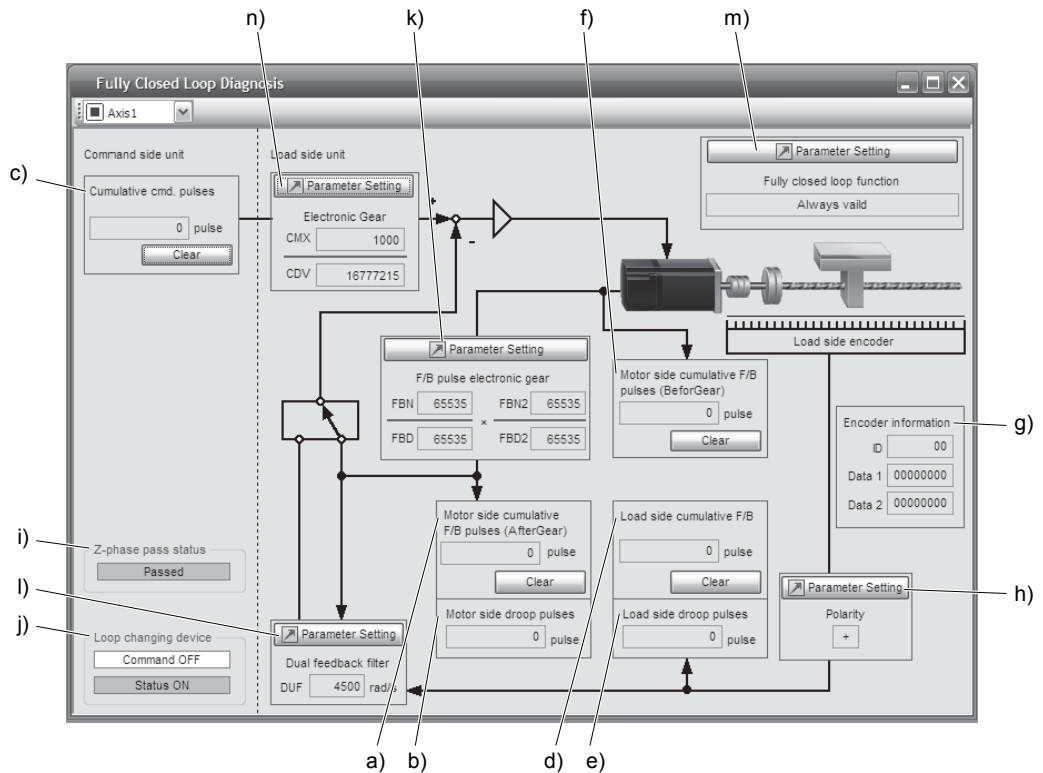 n)
k)
f)
m)
Fully Closed Loop Diagnosis
Axis1
c)
Command side unit
Load side unit
Parameter Setting
Cumulative cmd. pulses
0 pulse
Clear
Parameter Setting
Electronic Gear
CMX 1000
CDV 16777215
+
-
Fully closed loop function
Always vaild
Load side encoder
Parameter Setting
F/B pulse electronic gear
FBN 65535 FBN2 65535
×
FBD 65535 FBD2 65535
Motor side cumulative F/B
pulses (BeforGear)
0 pulse
Clear
Encoder information
ID 00
Data 1 00000000
Data 2 00000000
g)
Motor side cumulative
F/B pulses (AfterGear)
0 pulse
Clear
Motor side droop pulses
0 pulse
Load side cumulative F/B
0 pulse
Clear
Load side droop pulses
0 pulse
i)
Z-phase pass status
Passed
l)
j)
Loop changing device
Command OFF
Status ON
Parameter Setting
Dual feedback filter
DUF 4500 rad/s
Parameter Setting
Polarity
+
h)
a)
b)
d)
e)